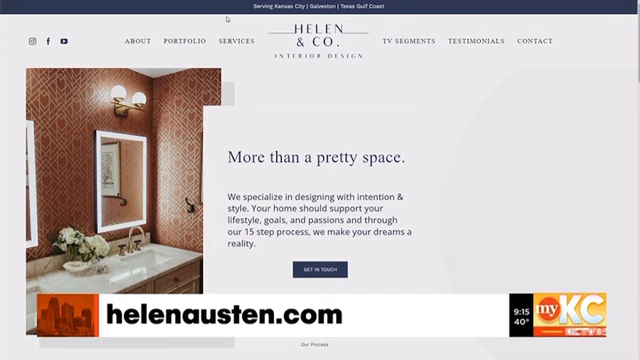 Serving Kansas City | Galveston | Texas Gulf Coast
ABOUT PORTFOLIO SERVICES
HELEN
& CO.
INTERIOR DESIGN
TV SEGMENTS TESTIMONIALS CONTACT
More than a pretty space.
We specialize in designing with intention &
style. Your home should support your
lifestyle, goals, and passions and through
our 15 step process, we make your dreams a
reality.
GET IN TOUCH
helenausten.com
9:15
40°
my KC
Our Process